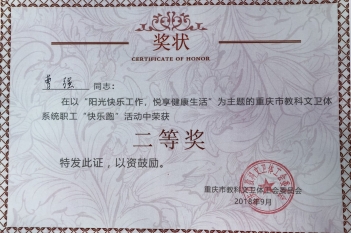 奖状
CERTIFICATE OF HONOR
曹强 同志：
在以“阳光快乐工作，悦享健康生活”为主题的重庆市教科文卫体
系统职工“快乐圆”活动中荣获
二等奖
特发此证，以资鼓励。
重庆市教科文卫体工会委员会
2018年9月